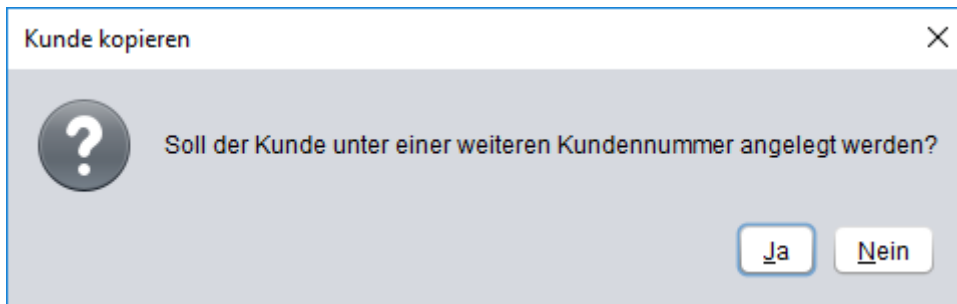 Kunde kopieren
Soll der Kunde unter einer weiteren Kundennummer angelegt werden?
Ja Nein